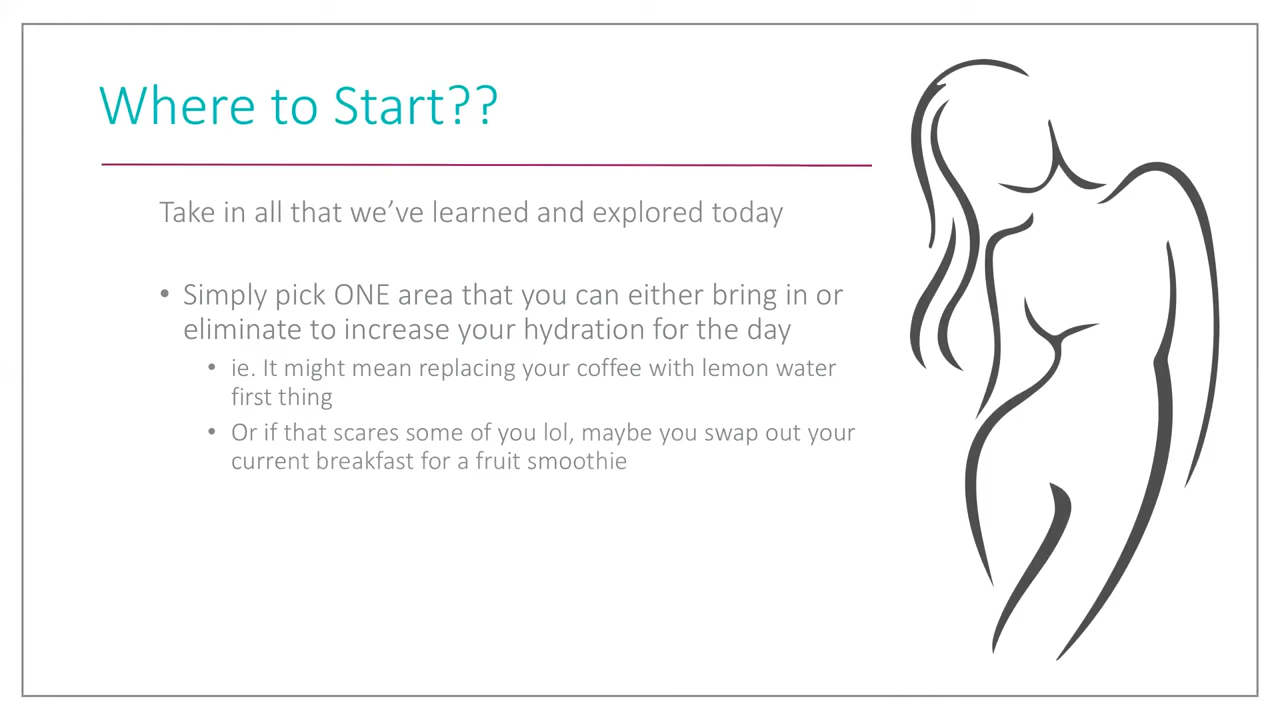 Where to Start??
Take in all that we’ve learned and explored today
• Simply pick ONE area that you can either bring in or
eliminate to increase your hydration for the day
• ie. It might mean replacing your coffee with lemon water
first thing
• Or if that scares some of you lol, maybe you swap out your
current breakfast for a fruit smoothie